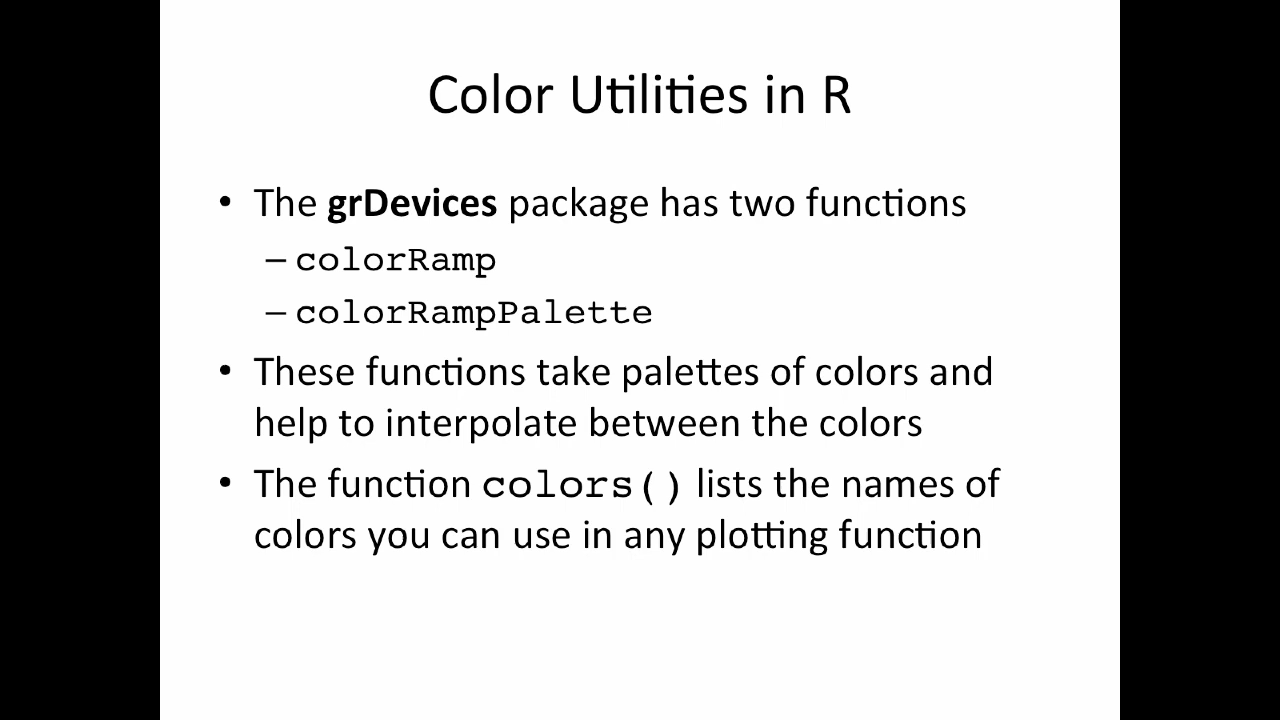 Color Utilities in R
• The grDevices package has two functions
– colorRamp
– colorRampPalette
• These functions take palettes of colors and
help to interpolate between the colors
• The function colors() lists the names of
colors you can use in any plotting function